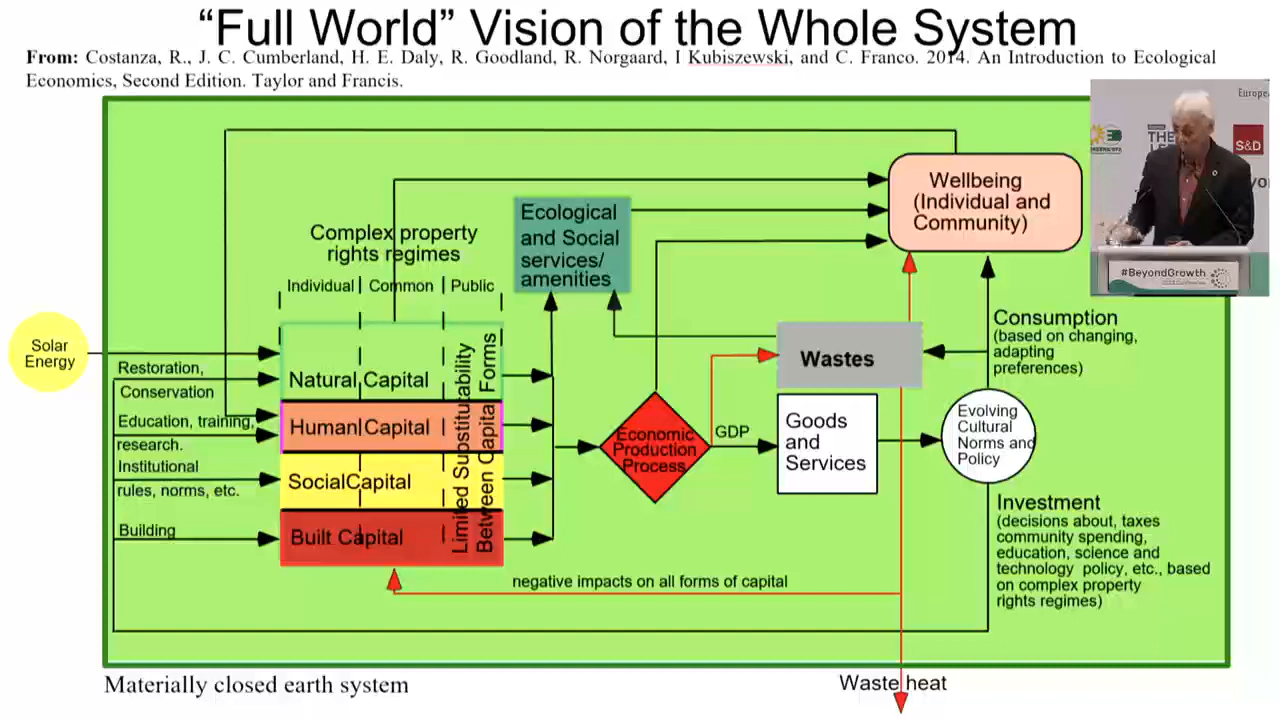 “Full World” Vision of the Whole System
From: Costanza, R., J. C. Cumberland, H. E. Daly, R. Goodland, R. Norgaard, I Kubiszewski, and C. Franco. 2014. An Introduction to Ecological
Economics, Second Edition. Taylor and Francis.
Europe
S&D
#BeyondGrowth
Wellbeing
(Individual and
Community)
Ecological
and Social
services/
amenities
Complex property
rights regimes
Individual
Common
Public
Solar
Energy
Restoration,
Conservation
Education, training,
research.
Institutional
rules, norms, etc.
Building
Natural Capital
Human Capital
SocialCapital
Built Capital
Limited Substitutability
Between Capital Forms
Economic
Production
Process
GDP
Wastes
Goods
and
Services
Consumption
(based on changing,
adapting
preferences)
Evolving
Cultural
Norms and
Policy
Investment
(decisions about, taxes
community spending,
education, science and
technology policy, etc., based
on complex property
rights regimes)
negative impacts on all forms of capital
Materially closed earth system
Waste heat